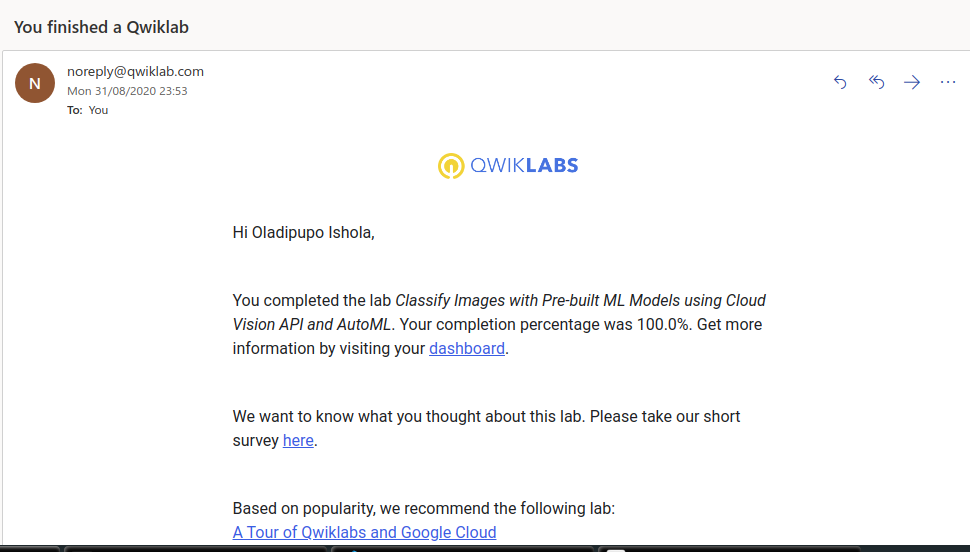 You finished a Qwiklab
N
noreply@qwiklab.com
Mon 31/08/2020 23:53
To: You
QWIKLABS
Hi Oladipupo Ishola,
You completed the lab Classify Images with Pre-built ML Models using Cloud
Vision API and AutoML. Your completion percentage was 100.0%. Get more
information by visiting your dashboard.
We want to know what you thought about this lab. Please take our short
survey here.
Based on popularity, we recommend the following lab:
A Tour of Qwiklabs and Google Cloud